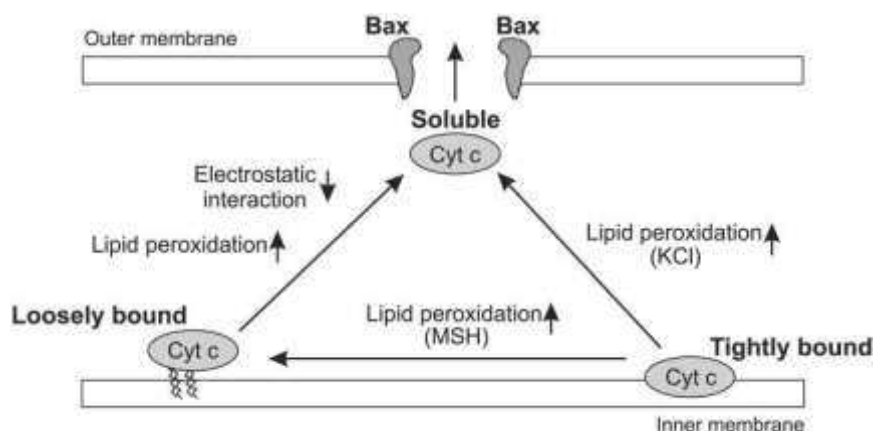 Outer membrane
Bax
Bax
Soluble
Cyt c
Electrostatic
interaction
Lipid peroxidation
Lipid peroxidation
(KCl)
Loosely bound
Cyt c
Lipid peroxidation
(MSH)
Tightly bound
Cyt c
Inner membrane